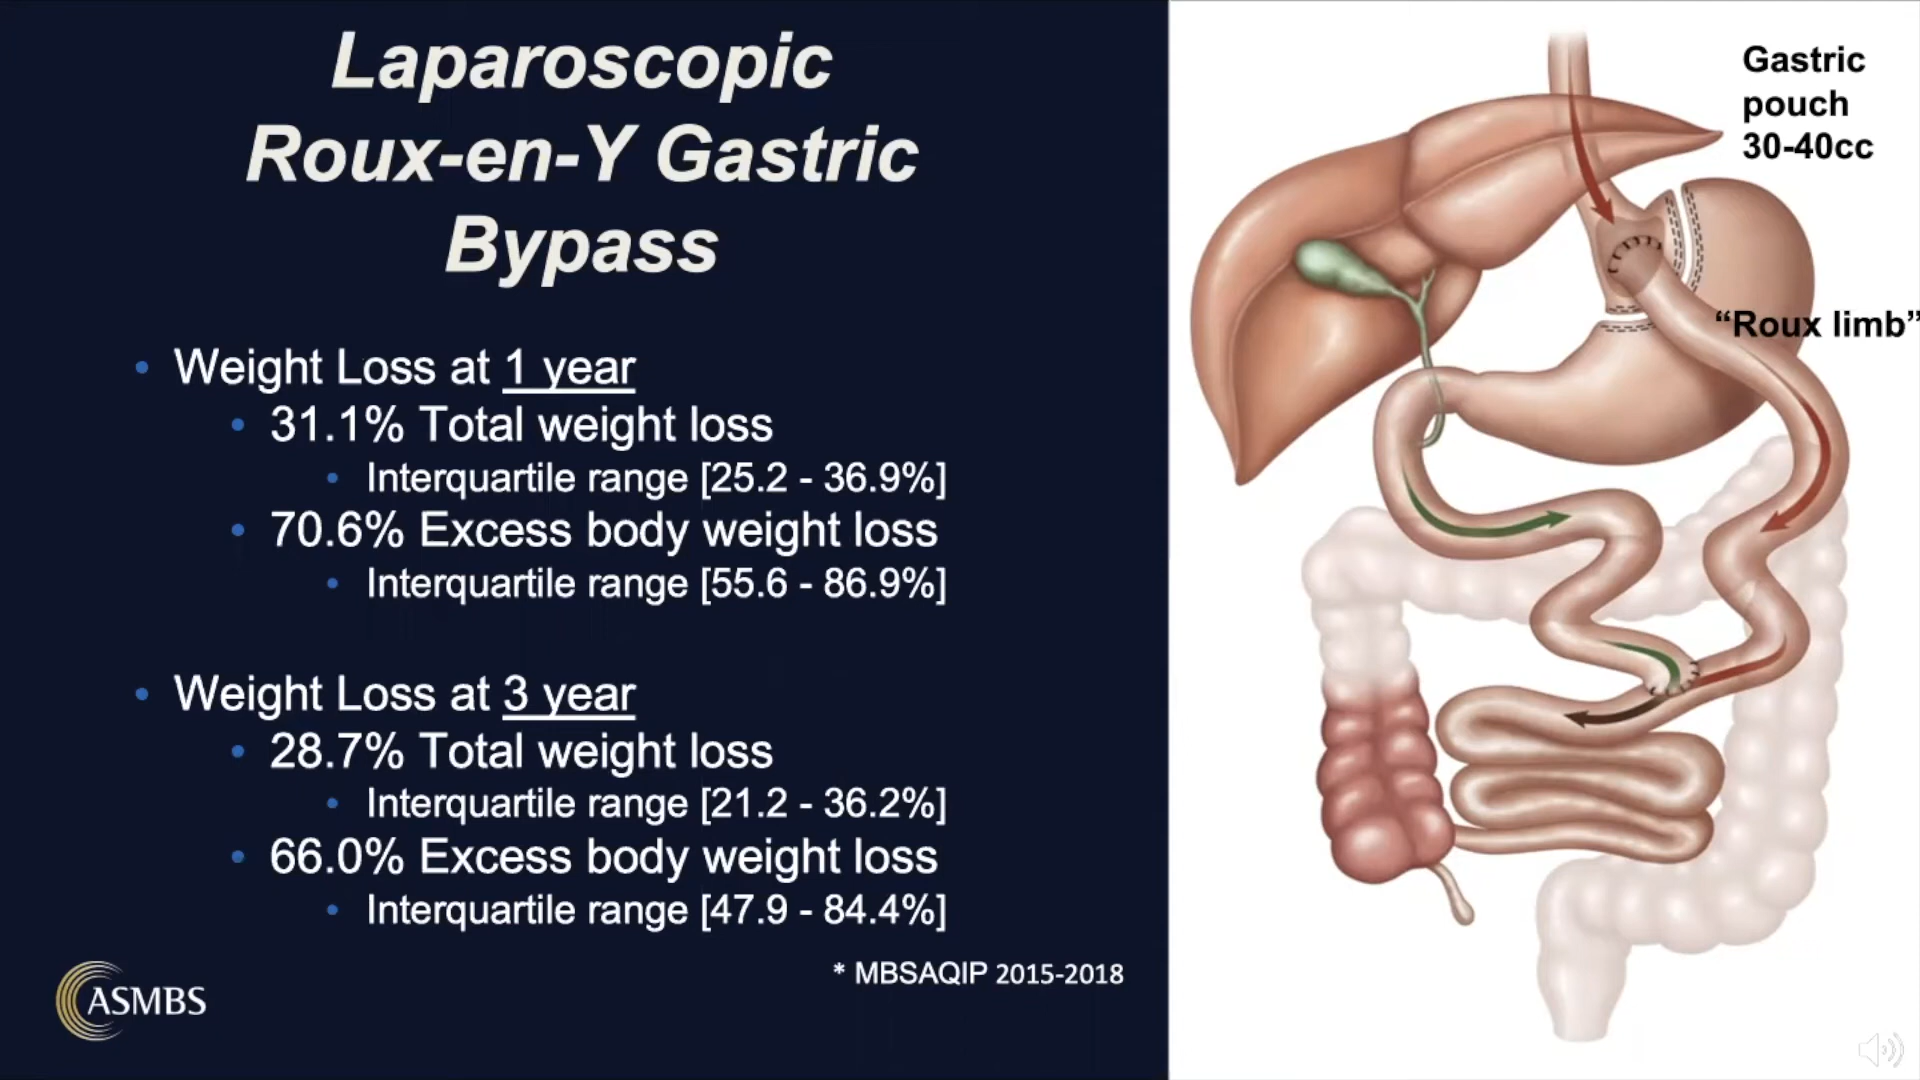 Laparoscopic
Roux-en-Y Gastric
Bypass
• Weight Loss at 1 year
• 31.1% Total weight loss
• Interquartile range [25.2 - 36.9%]
• 70.6% Excess body weight loss
• Interquartile range [55.6 - 86.9%]
• Weight Loss at 3 year
• 28.7% Total weight loss
• Interquartile range [21.2 - 36.2%]
• 66.0% Excess body weight loss
• Interquartile range [47.9 - 84.4%]
* MBSAQIP 2015-2018
ASMBS
Gastric
pouch
30-40cc
“Roux limb”